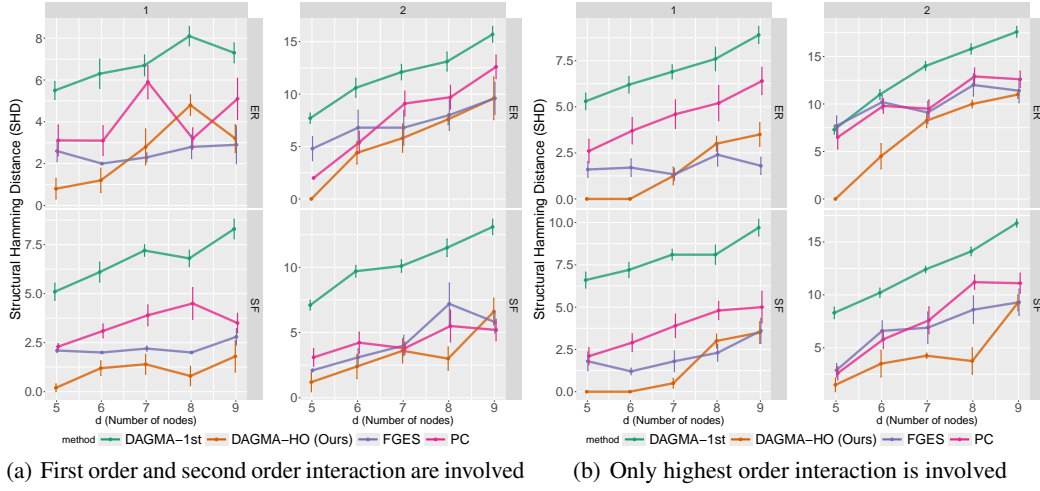 1
2
1
2
Structural Hamming Distance (SHD)
8
6
4
2
0
15
10
5
0
ER
7.5
5.0
2.5
0.0
10
5
0
SF
5 6 7 8 9
5 6 7 8 9
d (Number of nodes)
method DAGMA-1st DAGMA-HO (Ours) FGES PC
(a) First order and second order interaction are involved
Structural Hamming Distance (SHD)
7.5
5.0
2.5
0.0
15
10
5
0
ER
10.0
7.5
5.0
2.5
0.0
15
10
5
SF
5 6 7 8 9
5 6 7 8 9
d (Number of nodes)
method DAGMA-1st DAGMA-HO (Ours) FGES PC
(b) Only highest order interaction is involved